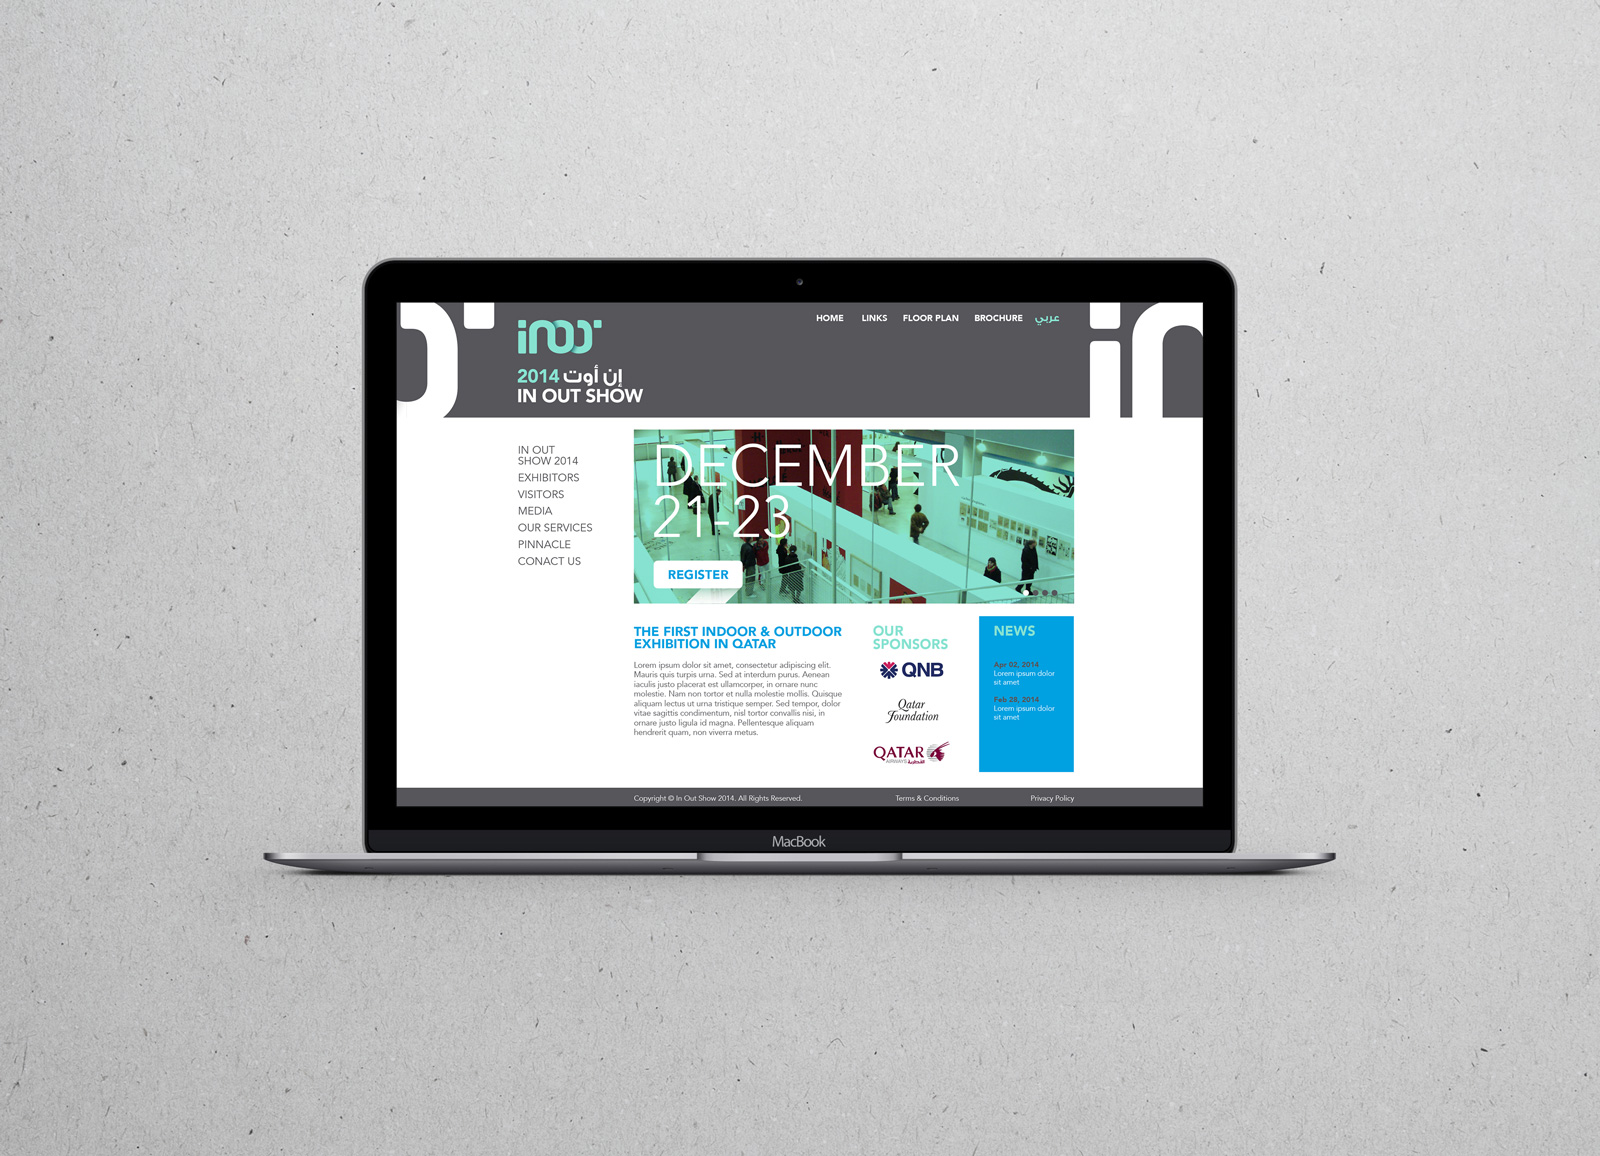 HOME LINKS FLOOR PLAN BROCHURE عربي
inout
2014 إن أوت
IN OUT SHOW
in
IN OUT
SHOW 2014
EXHIBITORS
VISITORS
MEDIA
OUR SERVICES
PINNACLE
CONACT US
DECEMBER
21-23
REGISTER
THE FIRST INDOOR & OUTDOOR
EXHIBITION IN QATAR
Lorem ipsum dolor sit amet, consectetur adipiscing elit.
Mauris quis turpis urna. Sed at interdum purus. Aenean
iaculis justo placerat est ullamcorper, in ornare nunc
molestie. Nam non tortor et nulla molestie mollis. Quisque
aliquam lectus ut urna tristique semper. Sed tempor, dolor
vitae sagittis condimentum, nisl tortor convallis nisi, in
ornare justo ligula id magna. Pellentesque aliquam
hendrerit quam, non viverra metus.
OUR
SPONSORS
QNB
Qatar
Foundation
QATAR
AIRWAYS القطرية
NEWS
Apr 02, 2014
Lorem ipsum dolor
sit amet
Feb 28, 2014
Lorem ipsum dolor
sit amet
Copyright © In Out Show 2014. All Rights Reserved. Terms & Conditions Privacy Policy
MacBook